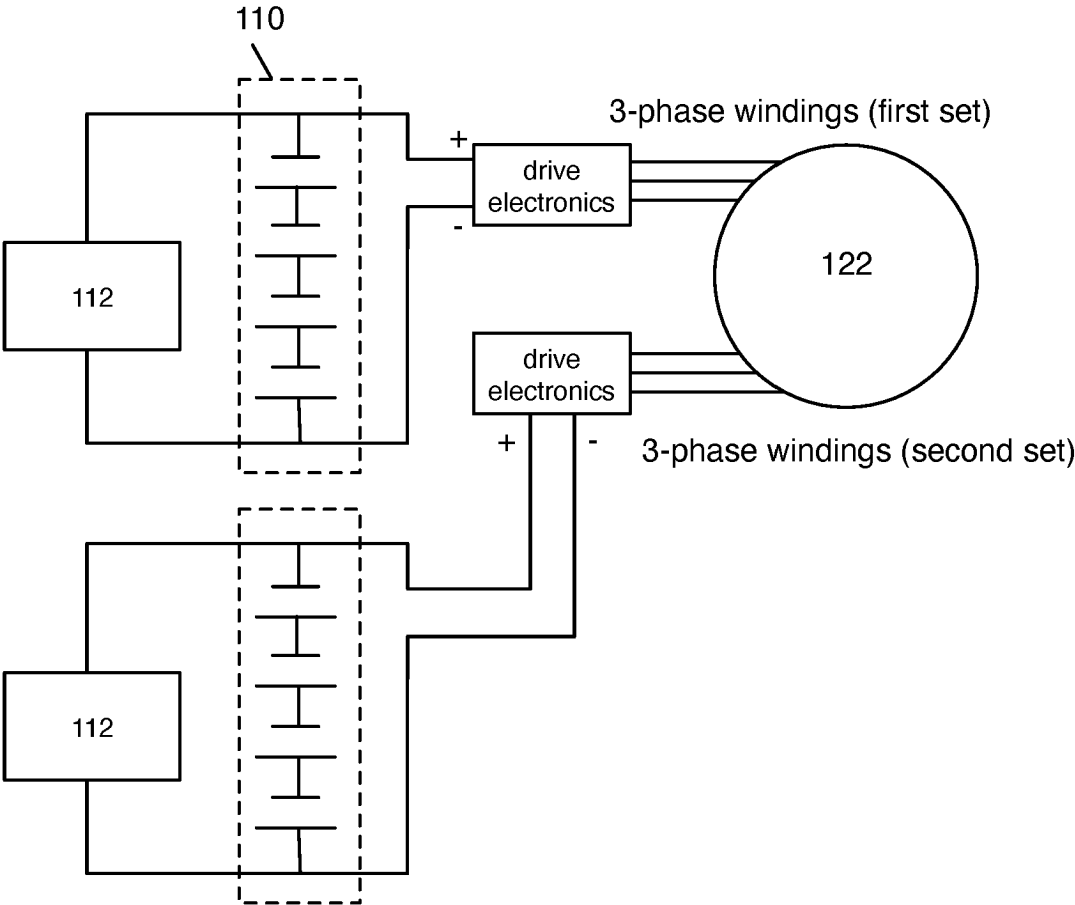 110
3-phase windings (first set)
+
drive
electronics
-
122
112
drive
electronics
+
-
3-phase windings (second set)
112